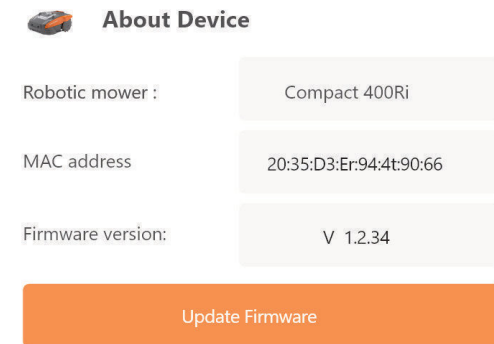 About Device
Robotic mower : Compact 400Ri
MAC address 20:35:D3:Er:94:4t:90:66
Firmware version: V 1.2.34
Update Firmware